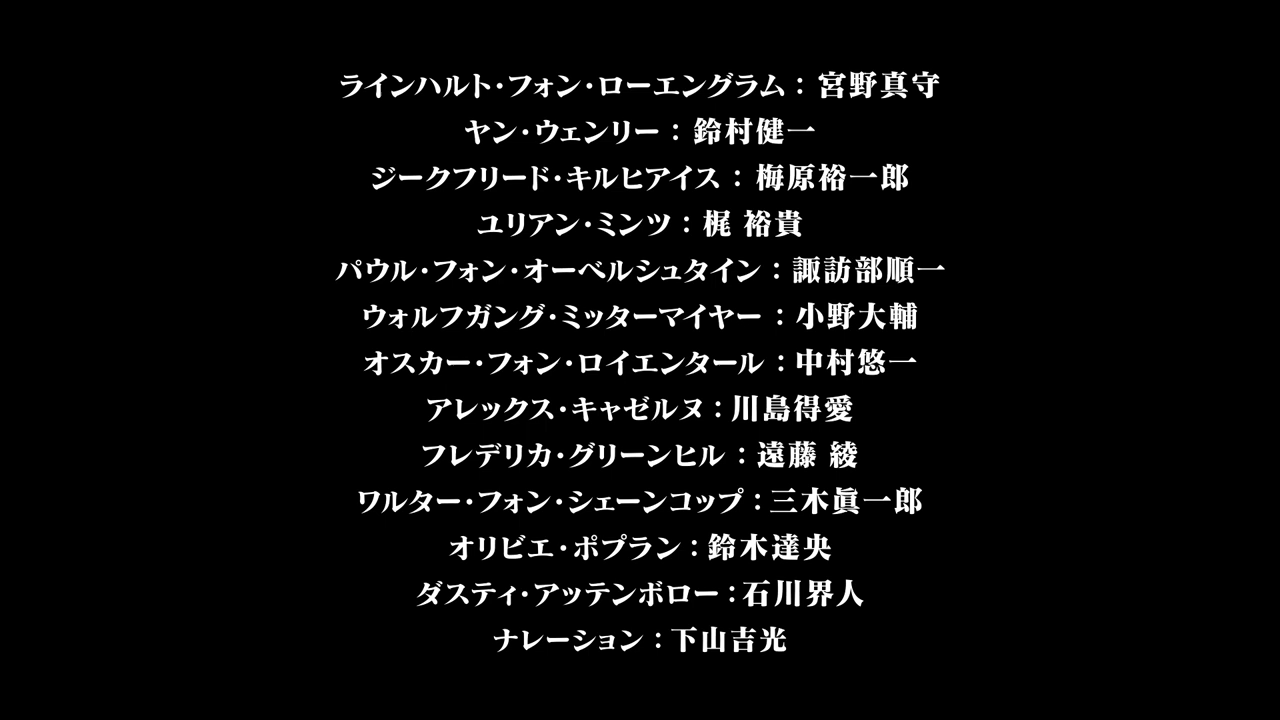 ラインハルト・フォン・ローエングラム：宮野真守
ヤン・ウェンリー：鈴村健一
ジークフリード・キルヒアイス：梅原裕一郎
ユリアン・ミンツ：梶 裕貴
パウル・フォン・オーベルシュタイン：諏訪部順一
ウォルフガング・ミッターマイヤー：小野大輔
オスカー・フォン・ロイエンタール：中村悠一
アレックス・キャゼルヌ：川島得愛
フレデリカ・グリーンヒル：遠藤 綾
ワルター・フォン・シェーンコップ：三木眞一郎
オリビエ・ポプラン：鈴木達央
ダスティ・アッテンボロー：石川界人
ナレーション：下山吉光